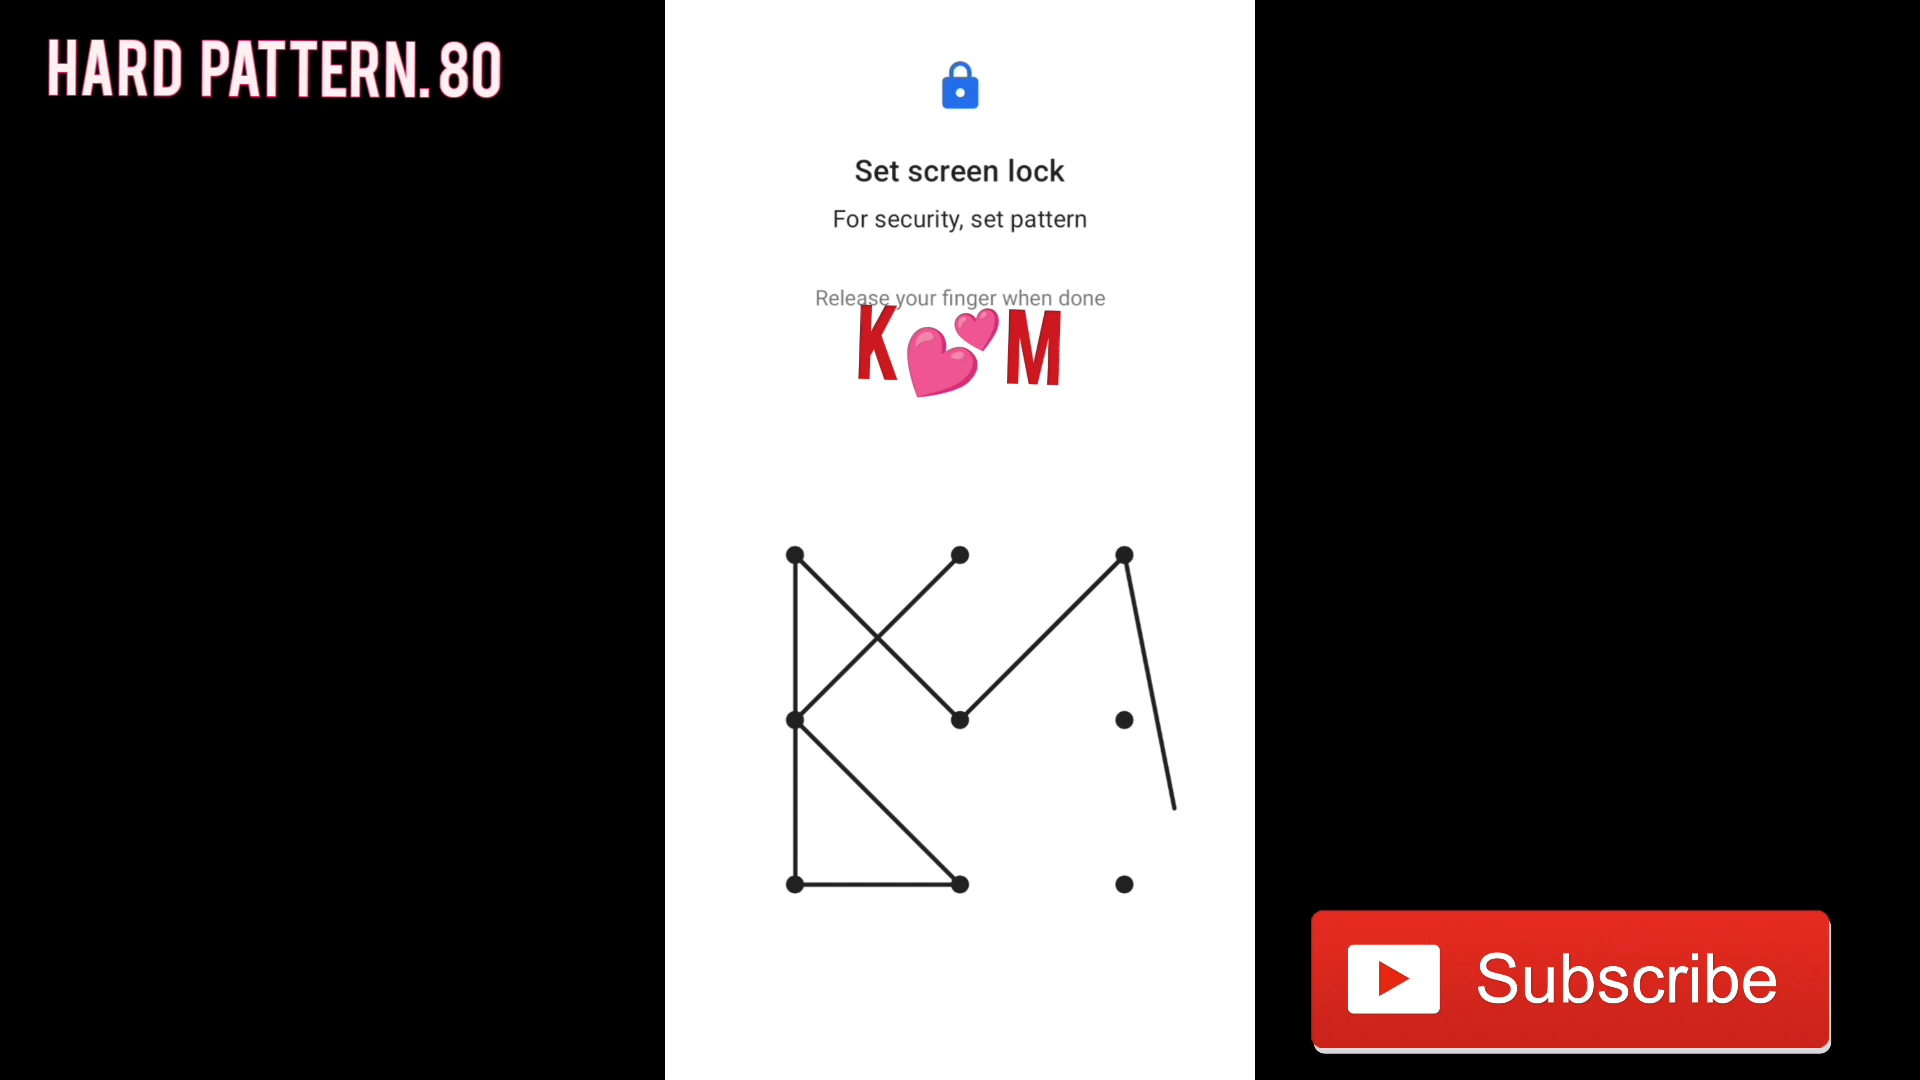 HARD PATTERN. 80
Set screen lock
For security, set pattern
Release your finger when done
K💕M
Subscribe